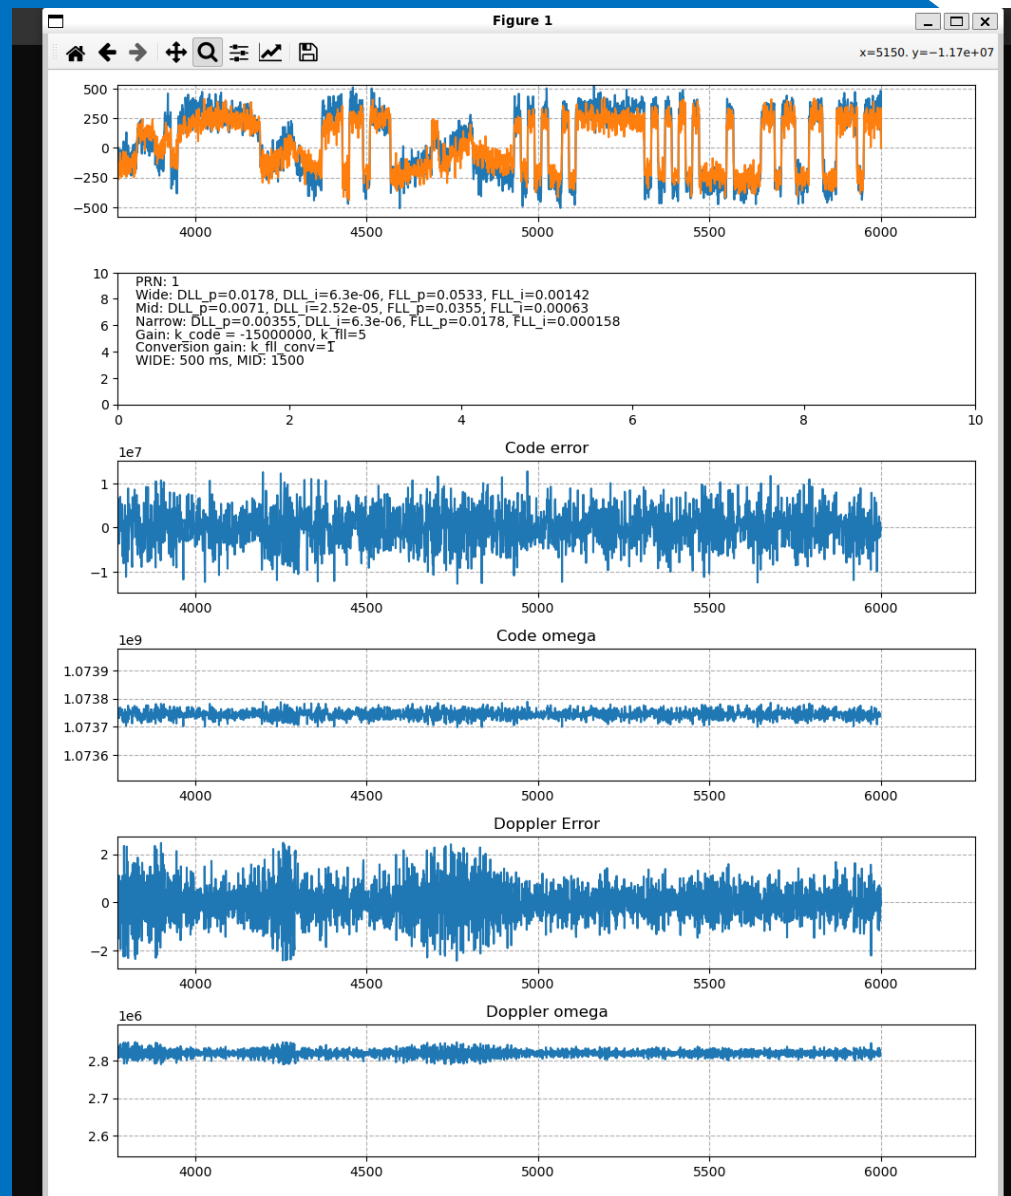 Figure 1
x=5150. y=−1.17e+07
500
250
0
−250
−500
4000 4500 5000 5500 6000
10
8
6
4
2
0
PRN: 1
Wide: DLL_p=0.0178, DLL_i=6.3e-06, FLL_p=0.0533, FLL_i=0.00142
Mid: DLL_p=0.0071, DLL_i=2.52e-05, FLL_p=0.0355, FLL_i=0.00063
Narrow: DLL_p=0.00355, DLL_i=6.3e-06, FLL_p=0.0178, FLL_i=0.000158
Gain: k_code = -15000000, k_fll=5
Conversion gain: k_fll_conv=1
WIDE: 500 ms, MID: 1500
0 2 4 6 8 10
Code error
1e7
1
0
−1
4000 4500 5000 5500 6000
Code omega
1e9
1.0739
1.0738
1.0737
1.0736
4000 4500 5000 5500 6000
Doppler Error
2
0
−2
4000 4500 5000 5500 6000
Doppler omega
1e6
2.8
2.7
2.6
4000 4500 5000 5500 6000